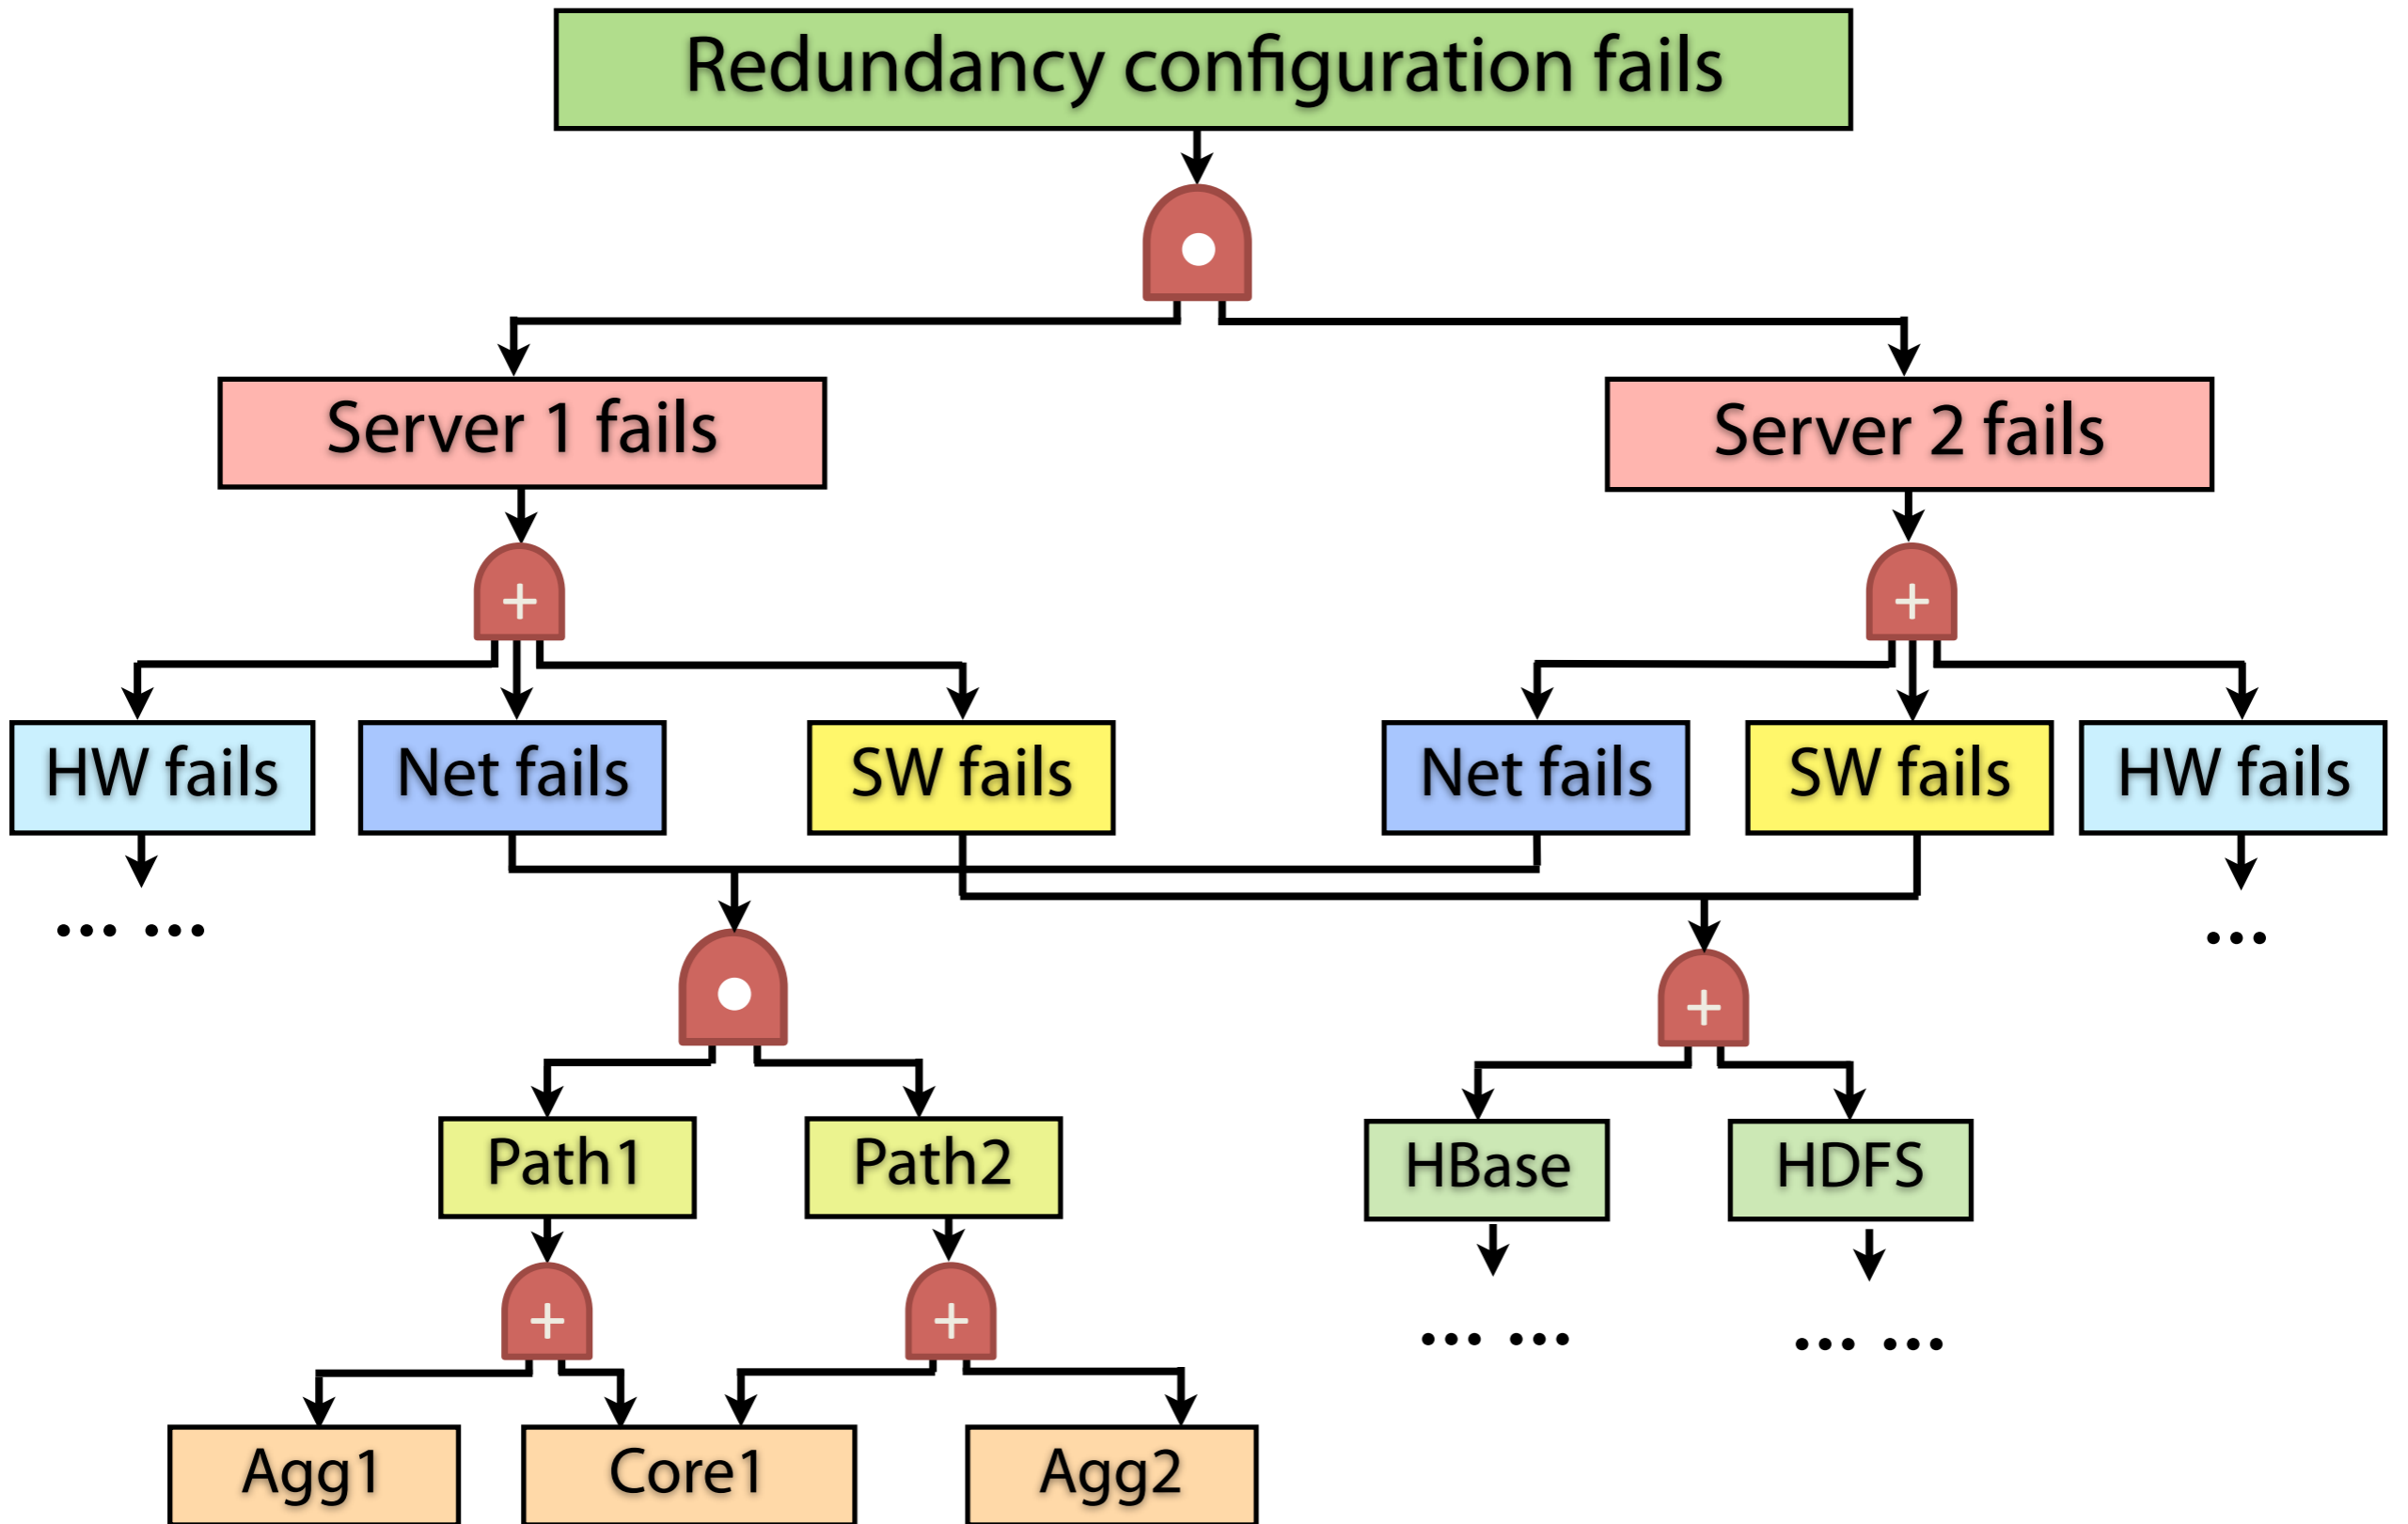 Redundancy configuration fails
Server 1 fails
Server 2 fails
+
+
HW fails
Net fails
SW fails
Net fails
SW fails
HW fails
... ...
...
+
Path1
Path2
HBase
HDFS
+
+
... ...
... ...
Agg1
Core1
Agg2